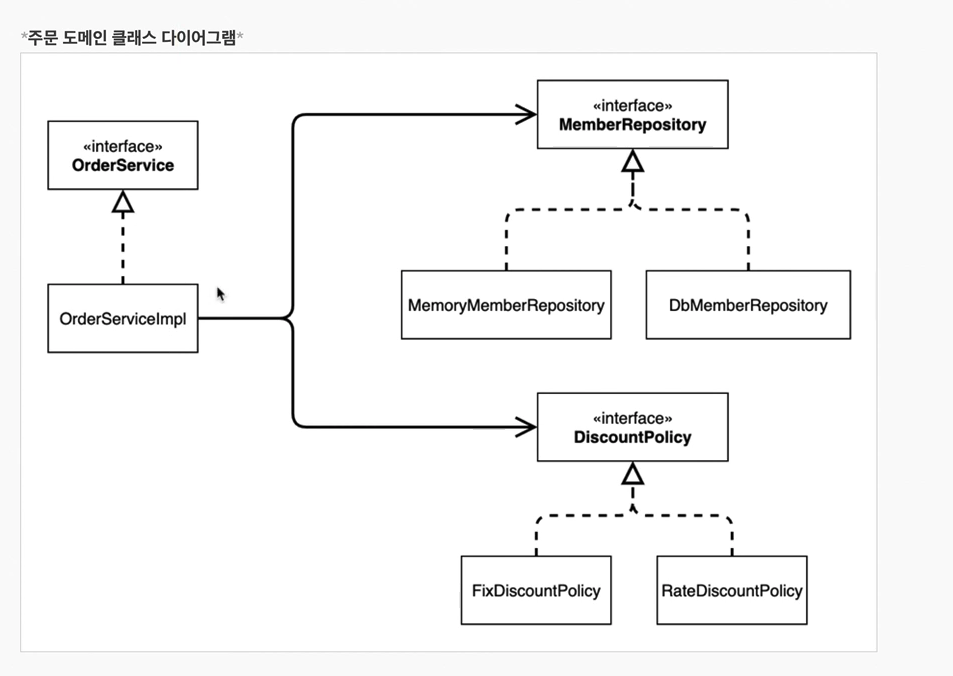 *주문 도메인 클래스 다이어그램*
«interface»
OrderService
OrderServiceImpl
«interface»
MemberRepository
MemoryMemberRepository
DbMemberRepository
«interface»
DiscountPolicy
FixDiscountPolicy
RateDiscountPolicy